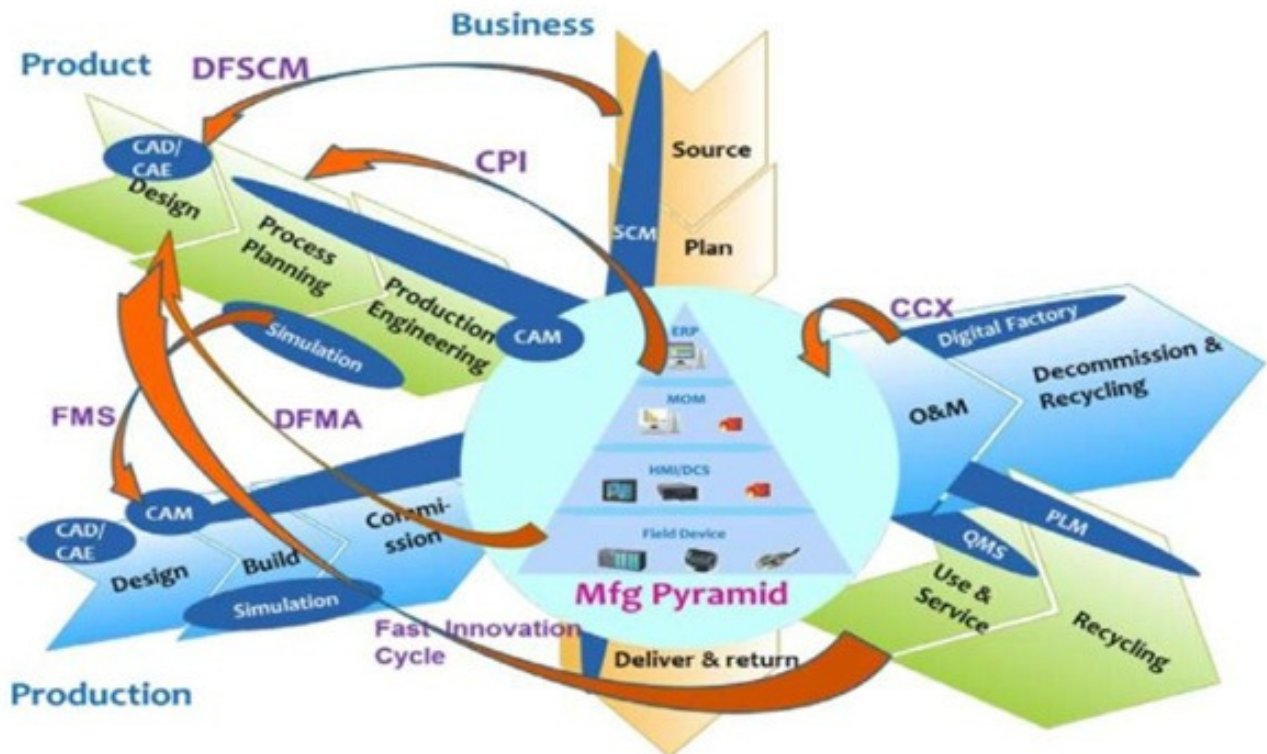 Business
Product
DFSCM
CAD/
CAE
Design
Source
CPI
Process
Planning
SCM
Plan
Production
Engineering
Simulation
CAM
ERP
CCX
Digital Factory
Decommission &
Recycling
O&M
MOM
FMS
DFMA
HMI/DCS
CAM
CAD/
CAE
Design
Build
Commi-
ssion
Simulation
Field Device
Mfg Pyramid
PLM
QMS
Use &
Service
Recycling
Fast Innovation
Cycle
Deliver & return
Production